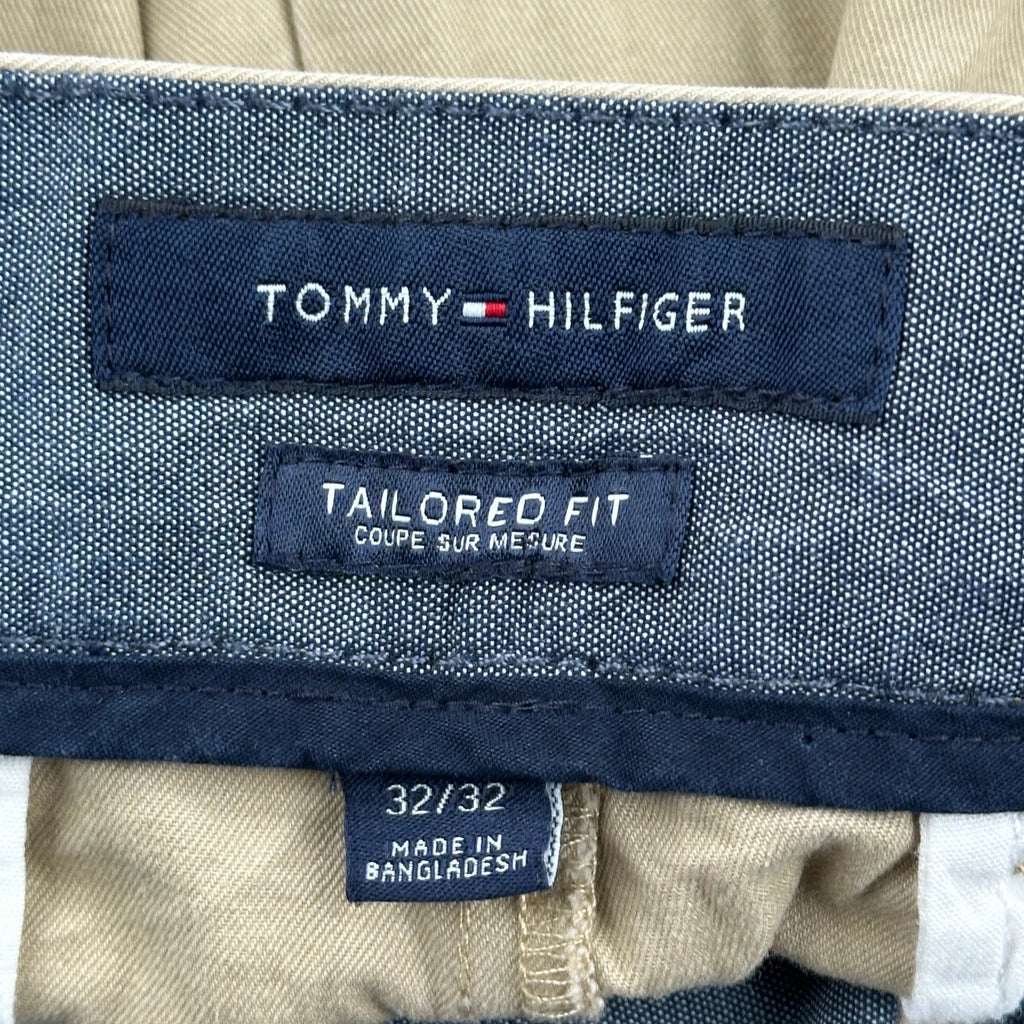 TOMMY HILFIGER
TAILORED FIT
COUPE SUR MESURE
32/32
MADE IN
BANGLADESH